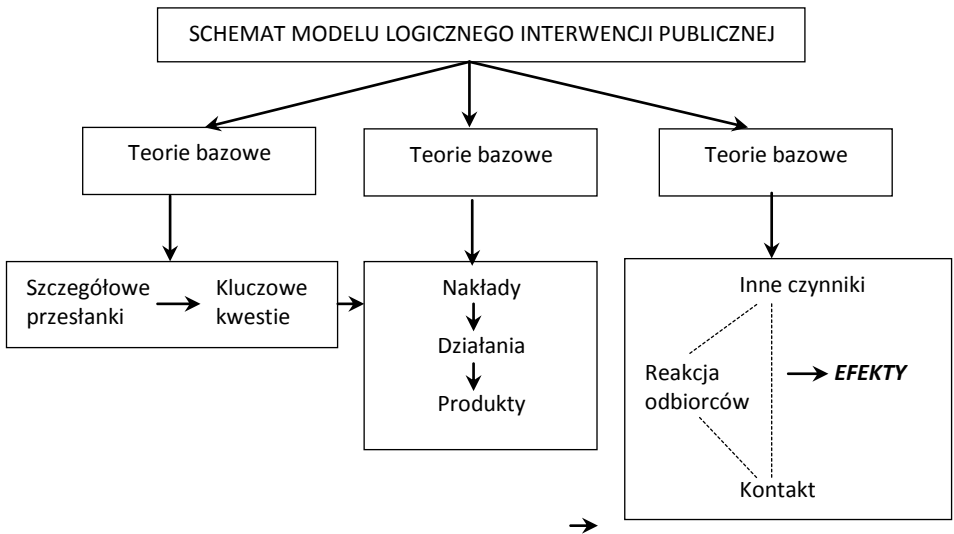 SCHEMAT MODELU LOGICZNEGO INTERWENCJI PUBLICZNEJ
Teorie bazowe
Teorie bazowe
Teorie bazowe
Szczegółowe
przesłanki
Kluczowe
kwestie
Nakłady
Działania
Produkty
Inne czynniki
Reakcja
odbiorców
EFEKTY
Kontakt